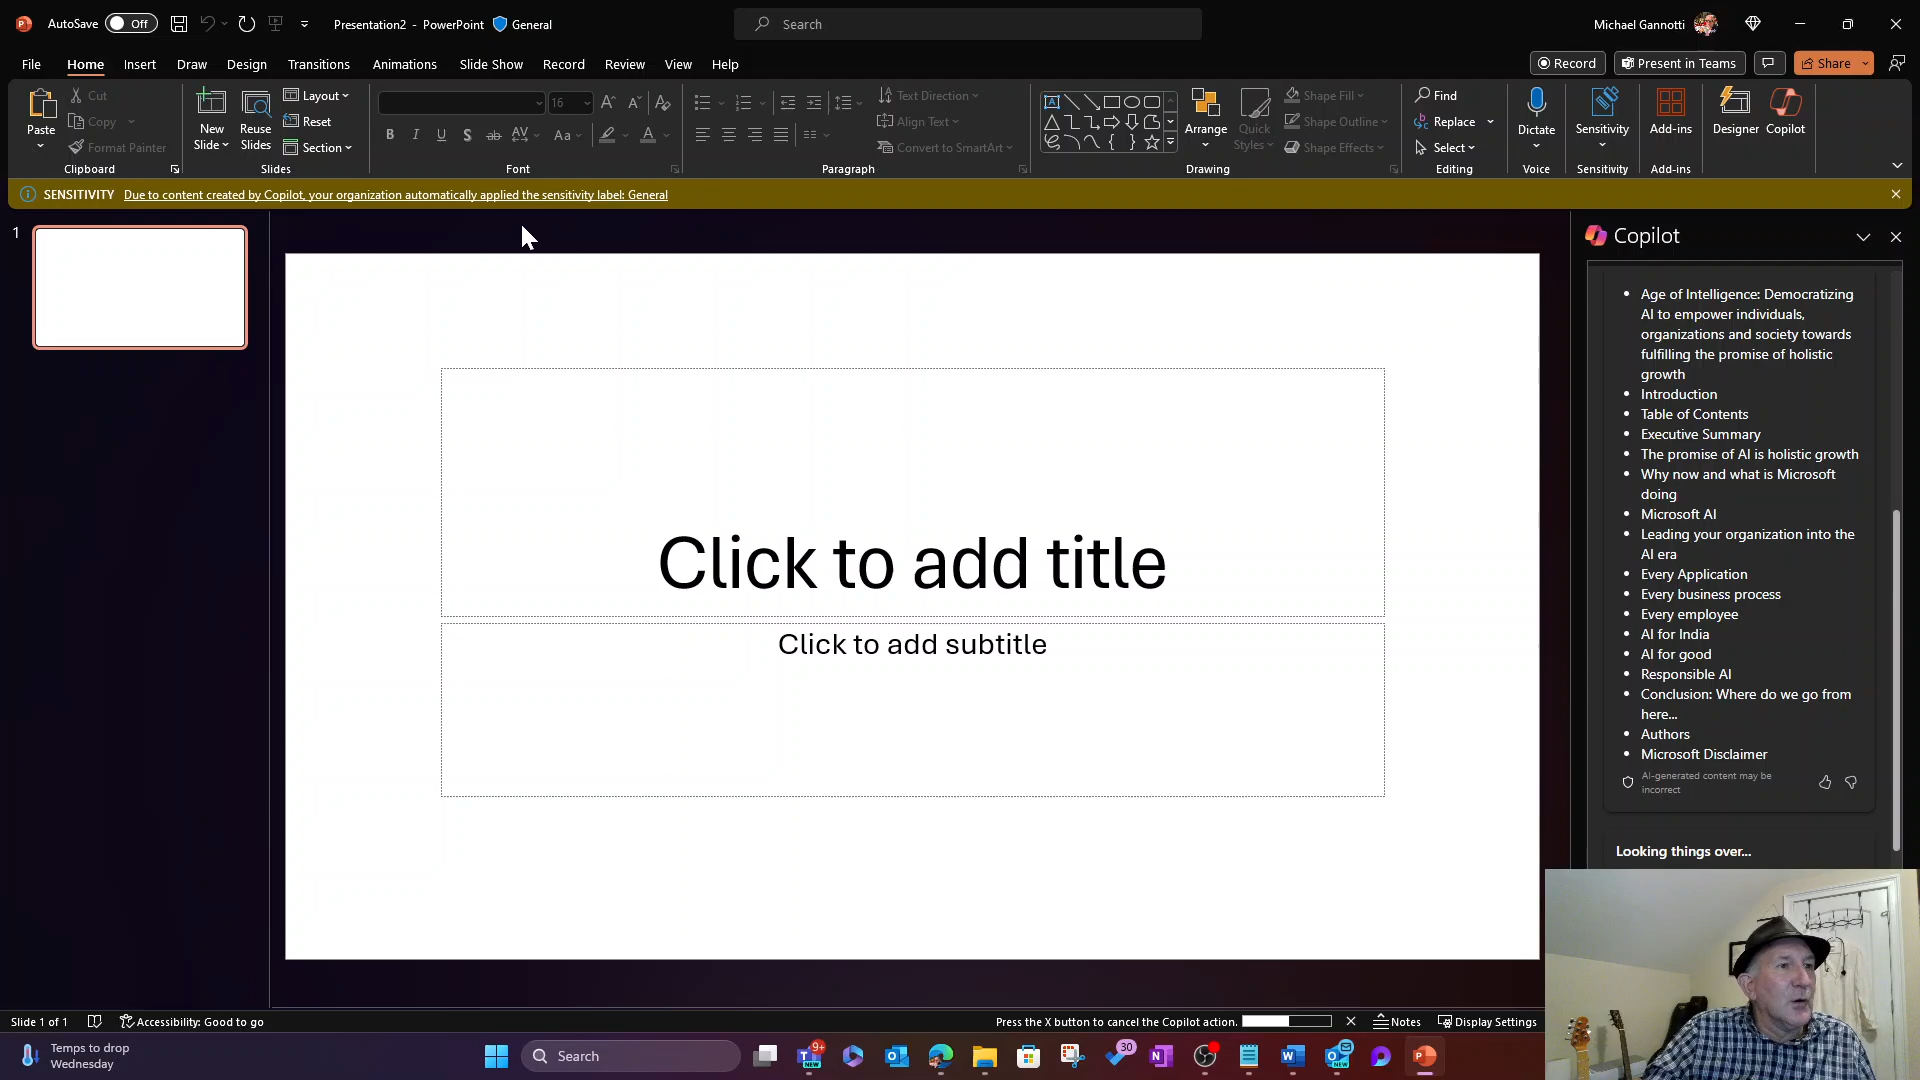 AutoSave Off Presentation2 - PowerPoint General Search Michael Gannotti
File Home Insert Draw Design Transitions Animations Slide Show Record Review View Help Record Present in Teams Share
Paste
Cut
Copy
Format Painter
Clipboard
New
Slide
Reuse
Slides
Layout
Reset
Section
Slides
16
B I U S ab AV Aa A
Font
Text Direction
Align Text
Convert to SmartArt
Paragraph
Arrange
Quick
Styles
Shape Fill
Shape Outline
Shape Effects
Drawing
Find
Replace
Select
Editing
Dictate
Voice
Sensitivity
Sensitivity
Add-ins
Add-ins
Designer
Copilot
SENSITIVITY Due to content created by Copilot, your organization automatically applied the sensitivity label: General
1
Click to add title
Click to add subtitle
Copilot
Age of Intelligence: Democratizing
AI to empower individuals,
organizations and society towards
fulfilling the promise of holistic
growth
Introduction
Table of Contents
Executive Summary
The promise of AI is holistic growth
Why now and what is Microsoft
doing
Microsoft AI
Leading your organization into the
AI era
Every Application
Every business process
Every employee
AI for India
AI for good
Responsible AI
Conclusion: Where do we go from
here...
Authors
Microsoft Disclaimer
AI-generated content may be
incorrect
Looking things over...
Slide 1 of 1 Accessibility: Good to go Press the X button to cancel the Copilot action. Notes Display Settings
Temps to drop
Wednesday
Search
9+
30